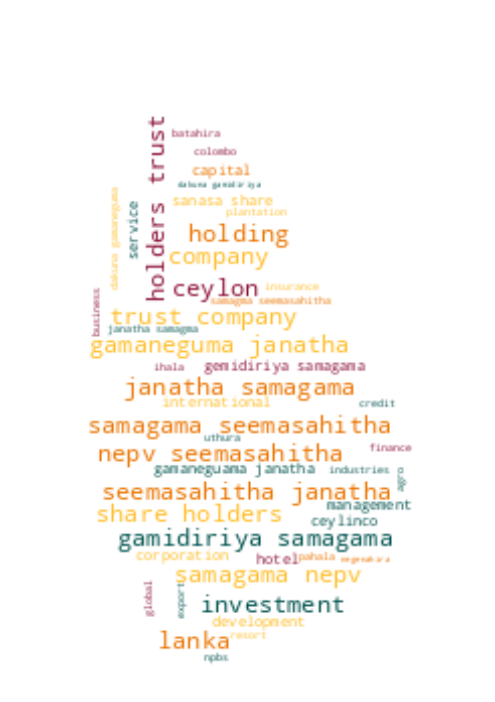 batahira
holders trust
colombo
capital
dakuna gamidiriya
dakuna gamaneguma
sanasa share
service
plantation
holding
company
ceylon
insurance
samagma seemasahitha
business
trust company
janatha samagma
gamaneguma janatha
ihala
gemidiriya samagama
janatha samagama
international
credit
samagama seemasahitha
uthura
nepv seemasahitha
finance
gamaneguama janatha
industries
agro
seemasahitha janatha
management
share holders
ceylinco
gamidiriya samagama
corporation
hotel
pahala
negenahira
samagama nepv
global
export
investment
development
resort
lanka
npbs